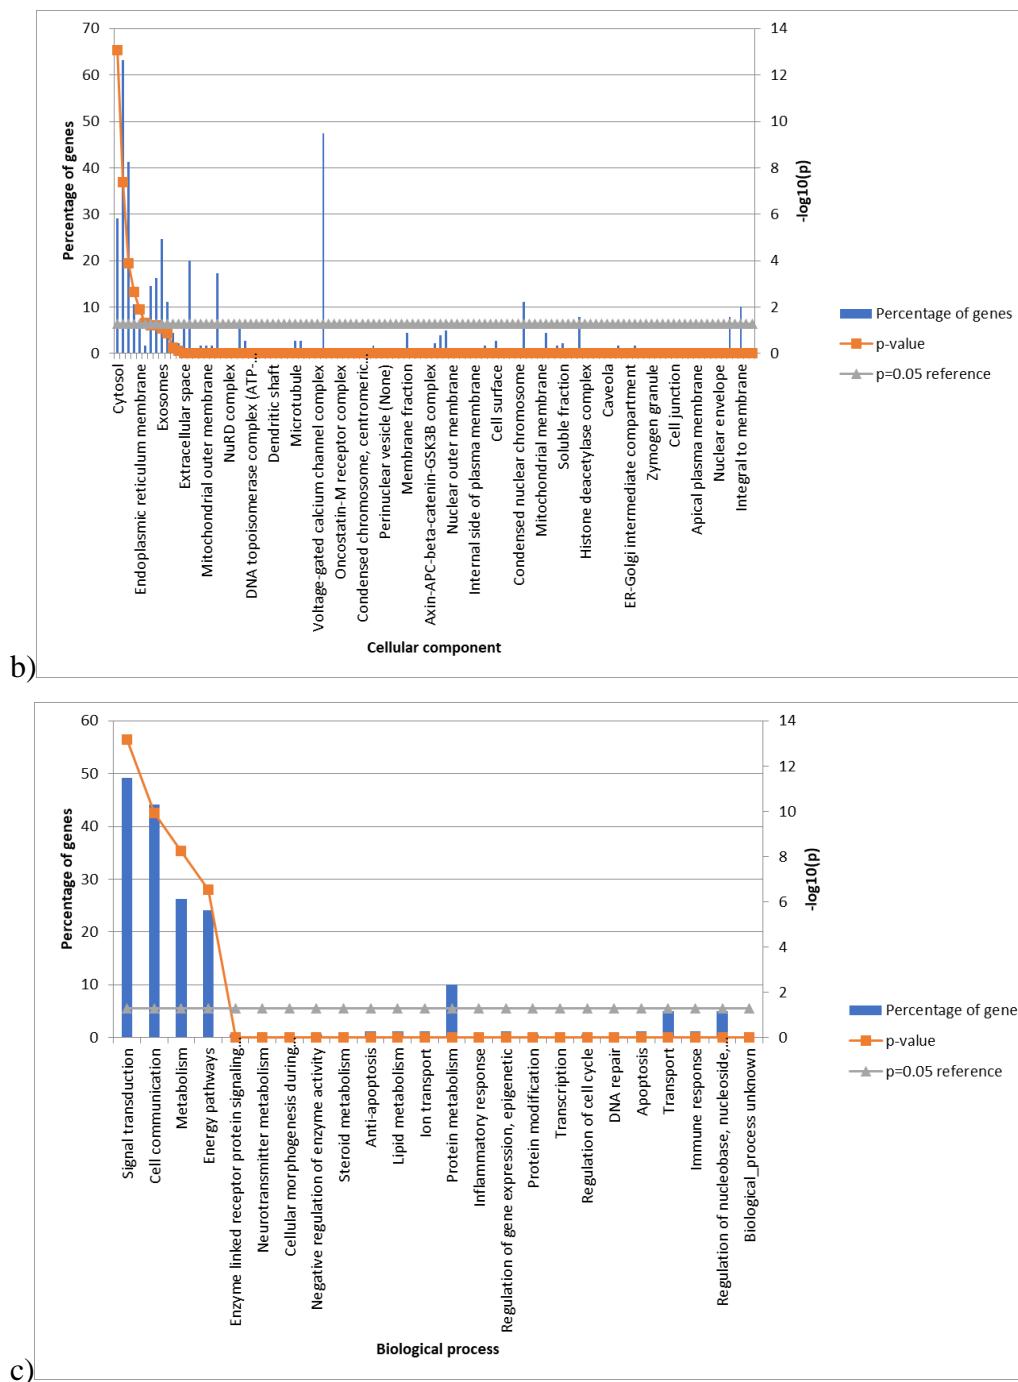 70
60
50
40
30
20
10
0
14
12
10
8
6
4
2
0
Percentage of genes
-log10(p)
Cytosol
Endoplasmic reticulum membrane
Exosomes
Extracellular space
Mitochondrial outer membrane
NuRD complex
DNA topoisomerase complex (ATP-...
Dendritic shaft
Microtubule
Voltage-gated calcium channel complex
Oncostatin-M receptor complex
Condensed chromosome, centromeric...
Perinuclear vesicle (None)
Membrane fraction
Axin-APC-beta-catenin-GSK3B complex
Nuclear outer membrane
Internal side of plasma membrane
Cell surface
Condensed nuclear chromosome
Mitochondrial membrane
Soluble fraction
Histone deacetylase complex
Caveola
ER-Golgi intermediate compartment
Zymogen granule
Cell junction
Apical plasma membrane
Nuclear envelope
Integral to membrane
Cellular component
Percentage of genes
p-value
p=0.05 reference
b)
60
50
40
30
20
10
0
14
12
10
8
6
4
2
0
Percentage of genes
-log10(p)
Signal transduction
Cell communication
Metabolism
Energy pathways
Enzyme linked receptor protein signaling...
Neurotransmitter metabolism
Cellular morphogenesis during...
Negative regulation of enzyme activity
Steroid metabolism
Anti-apoptosis
Lipid metabolism
Ion transport
Protein metabolism
Inflammatory response
Regulation of gene expression, epigenetic
Protein modification
Transcription
Regulation of cell cycle
DNA repair
Apoptosis
Transport
Immune response
Regulation of nucleobase, nucleoside,...
Biological_process unknown
Biological process
Percentage of gene
p-value
p=0.05 reference
c)